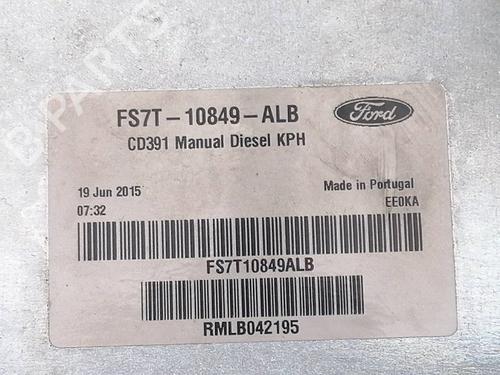 FS7T-10849-ALB
Ford
CD391 Manual Diesel KPH
19 Jun 2015
Made in Portugal
07:32
EE0KA
FS7T10849ALB
RMLB042195
B-PARTS